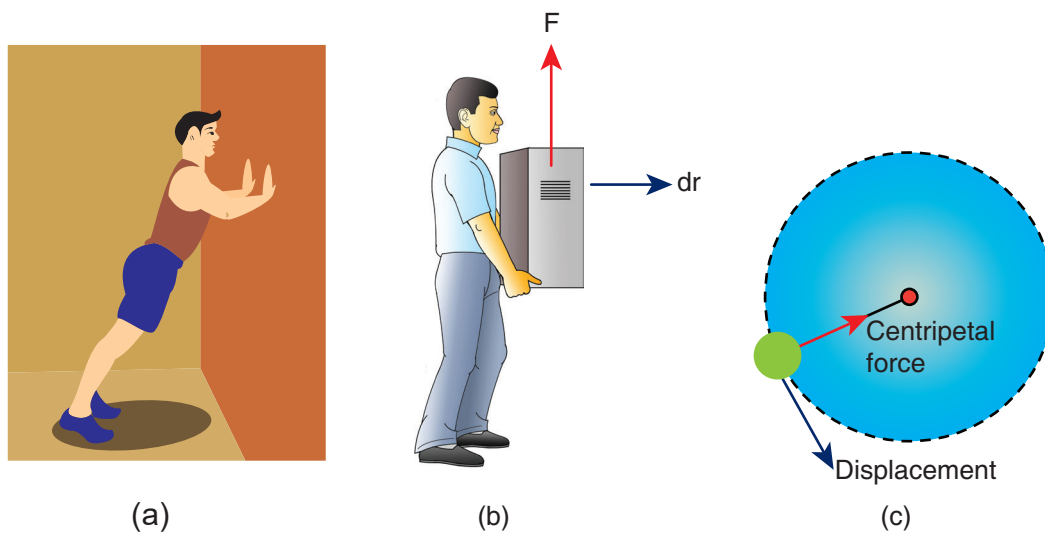 F
dr
Centripetal
force
Displacement
(a)
(b)
(c)